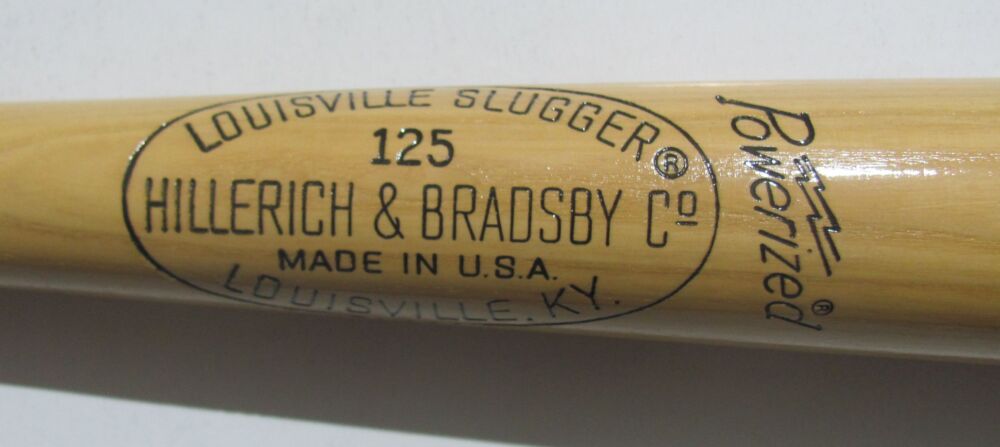 LOUISVILLE SLUGGER®
125
HILLERICH & BRADSBY Co
MADE IN U.S.A.
LOUISVILLE, KY.
Powerized®